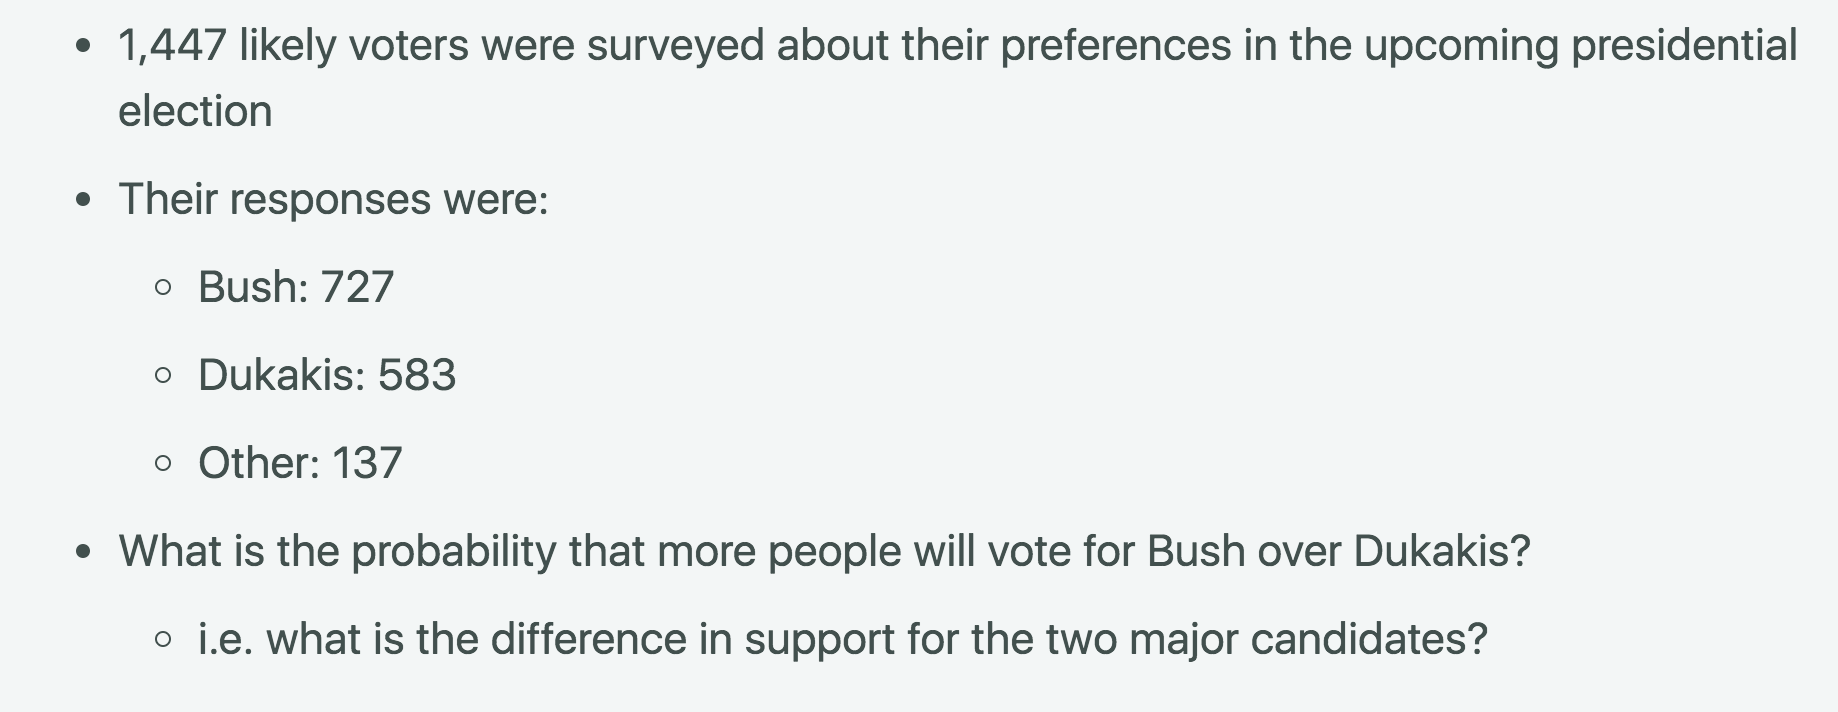 • 1,447 likely voters were surveyed about their preferences in the upcoming presidential
election
• Their responses were:
◦ Bush: 727
◦ Dukakis: 583
◦ Other: 137
• What is the probability that more people will vote for Bush over Dukakis?
◦ i.e. what is the difference in support for the two major candidates?